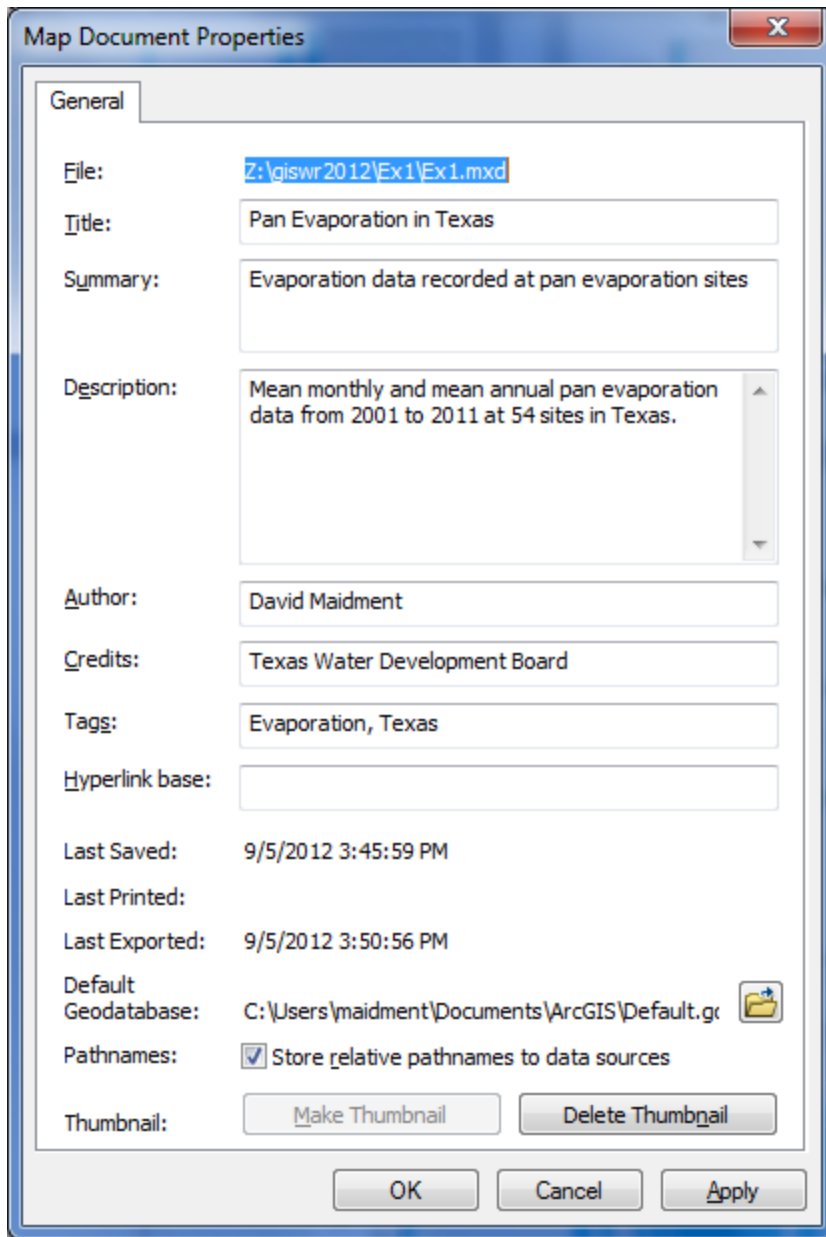 Map Document Properties
General
File: Z:\giswr2012\Ex1\Ex1.mxd
Title: Pan Evaporation in Texas
Summary: Evaporation data recorded at pan evaporation sites
Description: Mean monthly and mean annual pan evaporation
data from 2001 to 2011 at 54 sites in Texas.
Author: David Maidment
Credits: Texas Water Development Board
Tags: Evaporation, Texas
Hyperlink base:
Last Saved: 9/5/2012 3:45:59 PM
Last Printed:
Last Exported: 9/5/2012 3:50:56 PM
Default
Geodatabase: C:\Users\maidment\Documents\ArcGIS\Default.gc
Pathnames: Store relative pathnames to data sources
Thumbnail: Make Thumbnail Delete Thumbnail
OK Cancel Apply